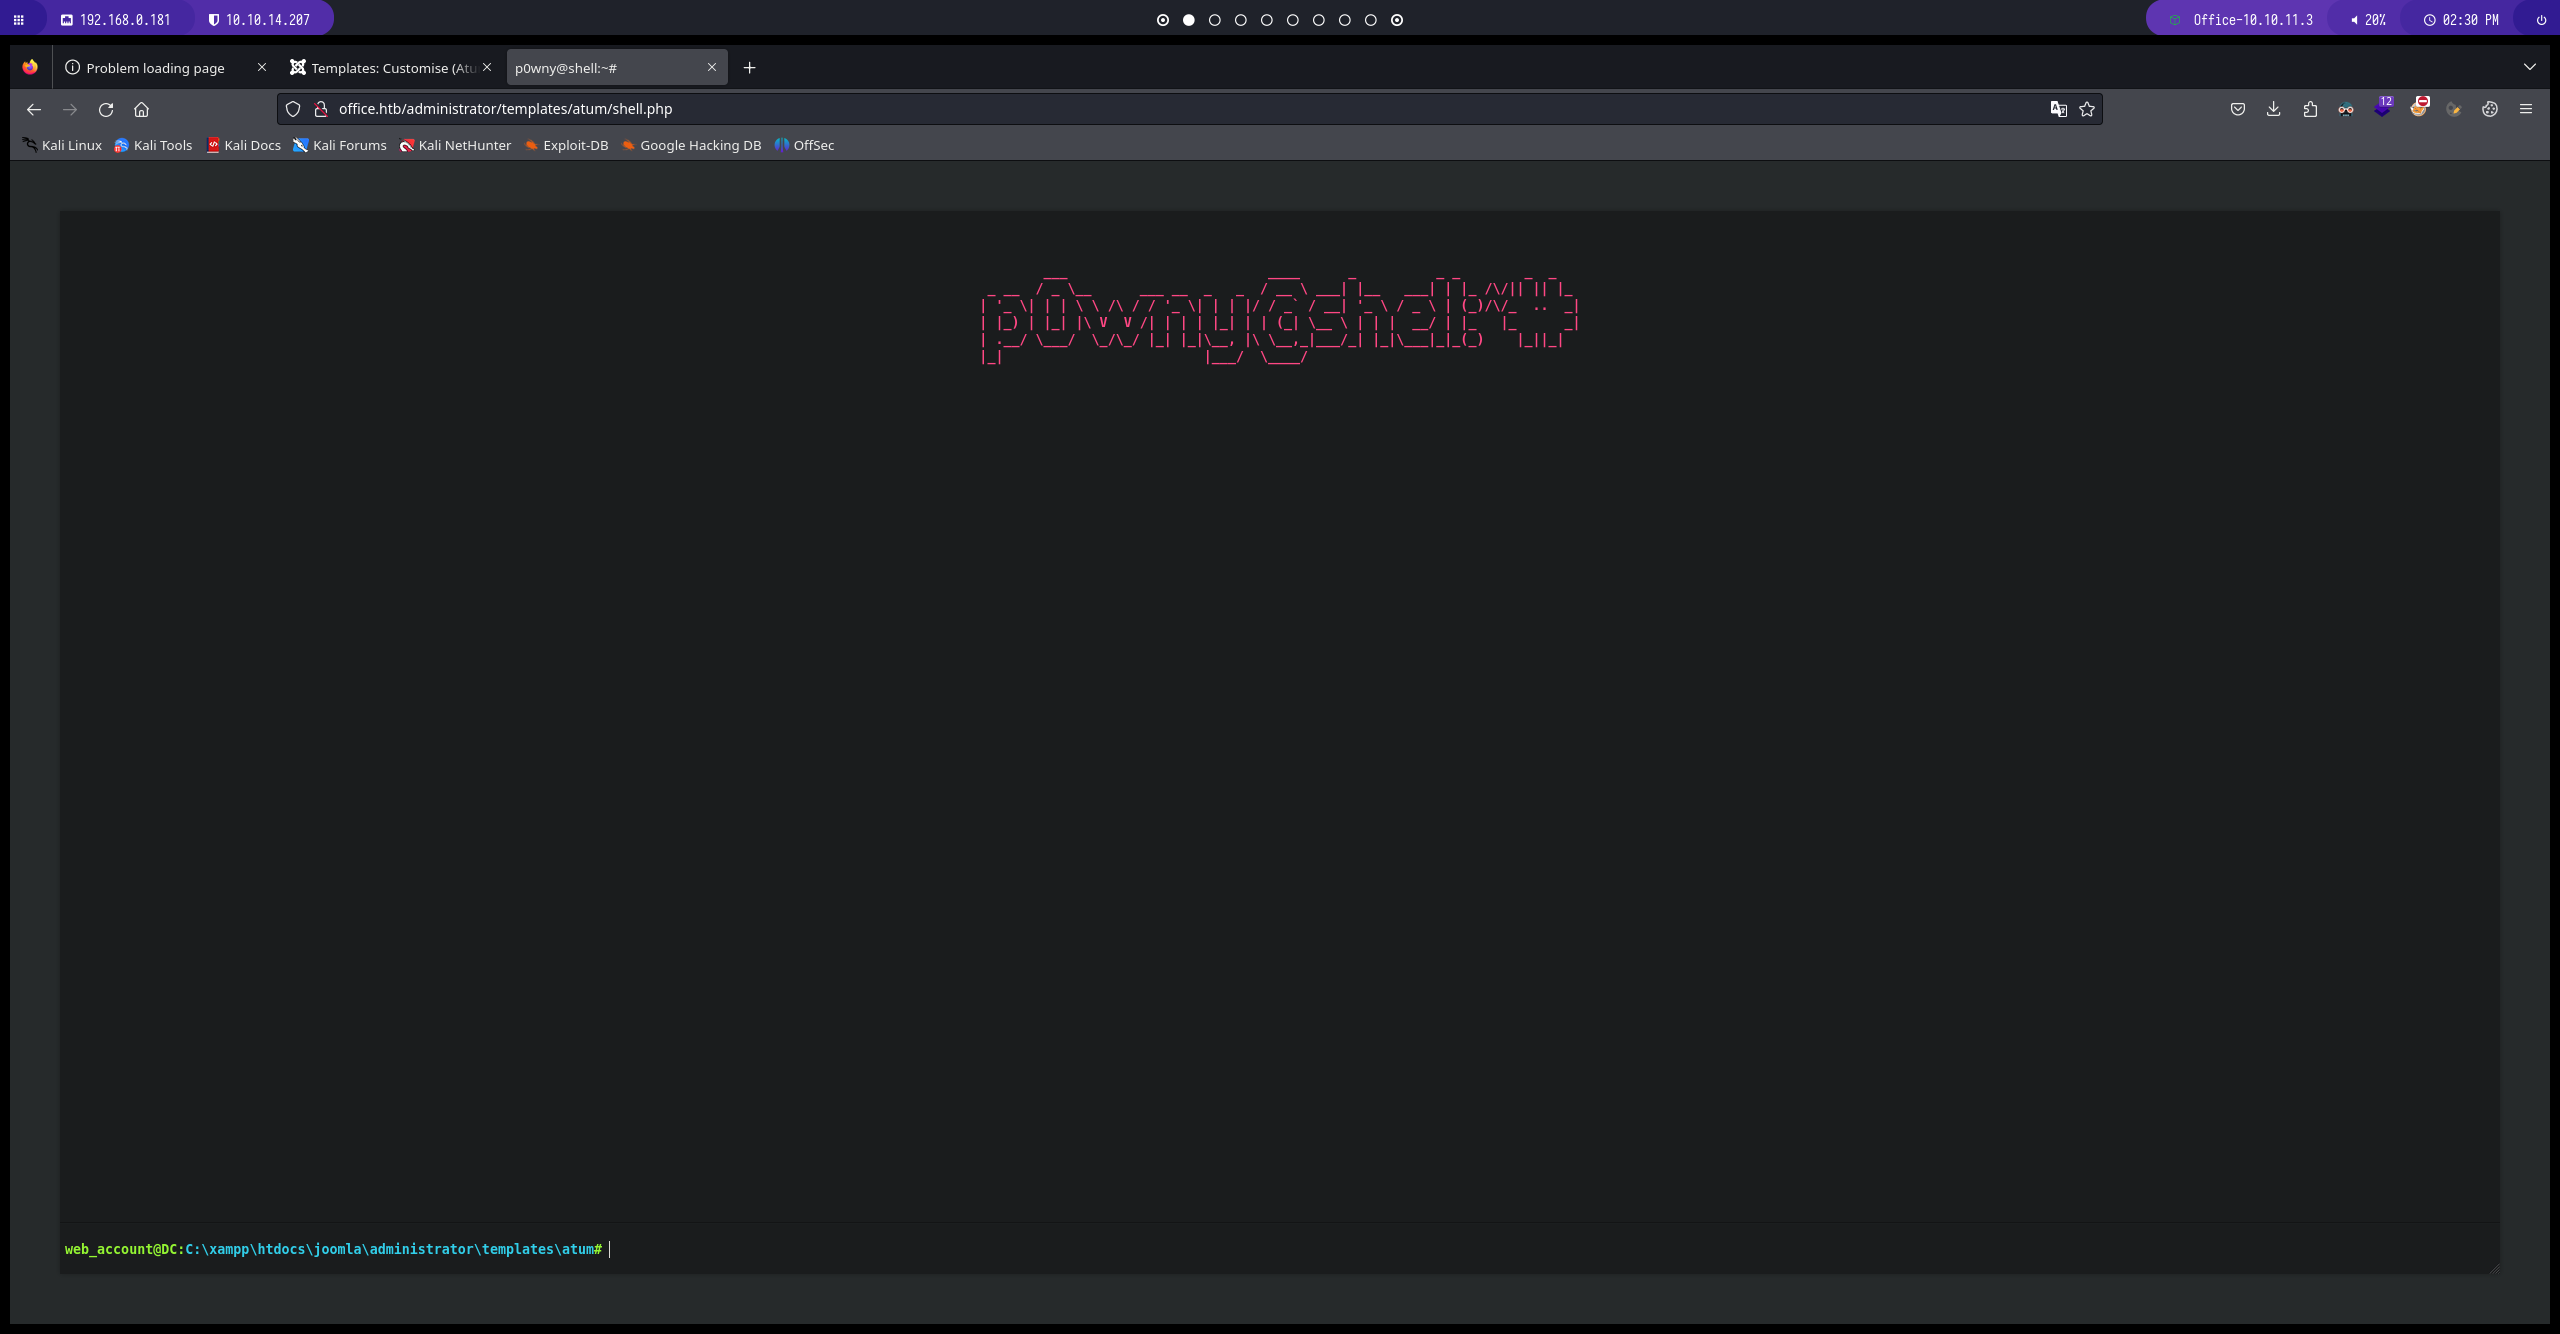 192.168.0.181 10.10.14.207 Office-10.10.11.3 20% 02:30 PM
Problem loading page Templates: Customise (Atu p0wny@shell:~#
office.htb/administrator/templates/atum/shell.php 12
Kali Linux Kali Tools Kali Docs Kali Forums Kali NetHunter Exploit-DB Google Hacking DB OffSec
p0wny@shell:~#
web_account@DC:C:\xampp\htdocs\joomla\administrator\templates\atum#